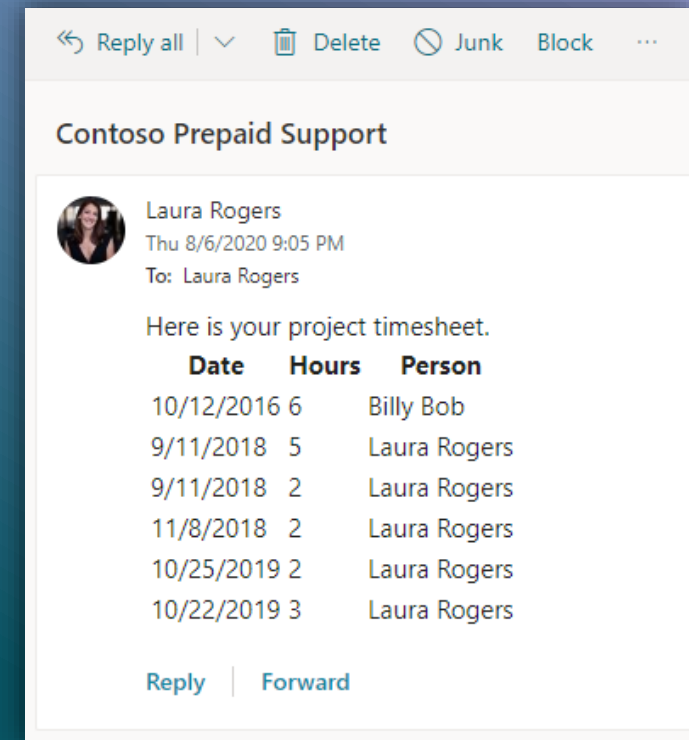 Reply all Delete Junk Block ...
Contoso Prepaid Support
Laura Rogers
Thu 8/6/2020 9:05 PM
To: Laura Rogers
Here is your project timesheet.
Date Hours Person
10/12/2016 6 Billy Bob
9/11/2018 5 Laura Rogers
9/11/2018 2 Laura Rogers
11/8/2018 2 Laura Rogers
10/25/2019 2 Laura Rogers
10/22/2019 3 Laura Rogers
Reply Forward